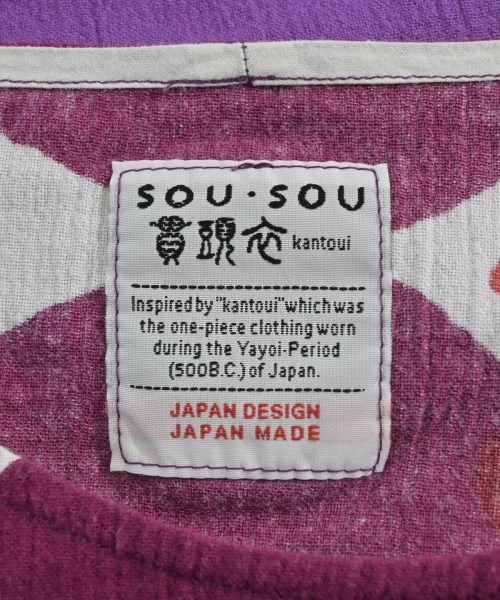 SOU・SOU
貫頭衣 kantoui
Inspired by "kantoui" which was
the one-piece clothing worn
during the Yayoi-Period
(500B.C.) of Japan.
JAPAN DESIGN
JAPAN MADE